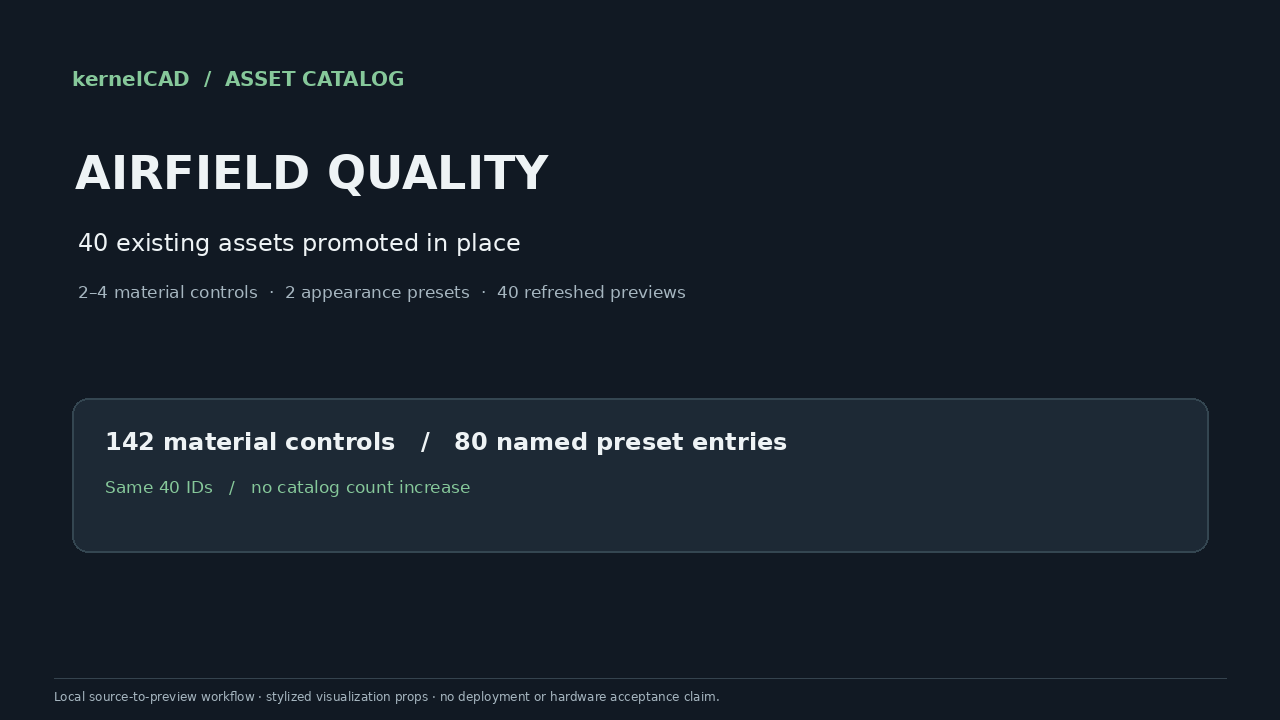 kernelCAD / ASSET CATALOG
AIRFIELD QUALITY
40 existing assets promoted in place
2–4 material controls · 2 appearance presets · 40 refreshed previews
142 material controls / 80 named preset entries
Same 40 IDs / no catalog count increase
Local source-to-preview workflow · stylized visualization props · no deployment or hardware acceptance claim.